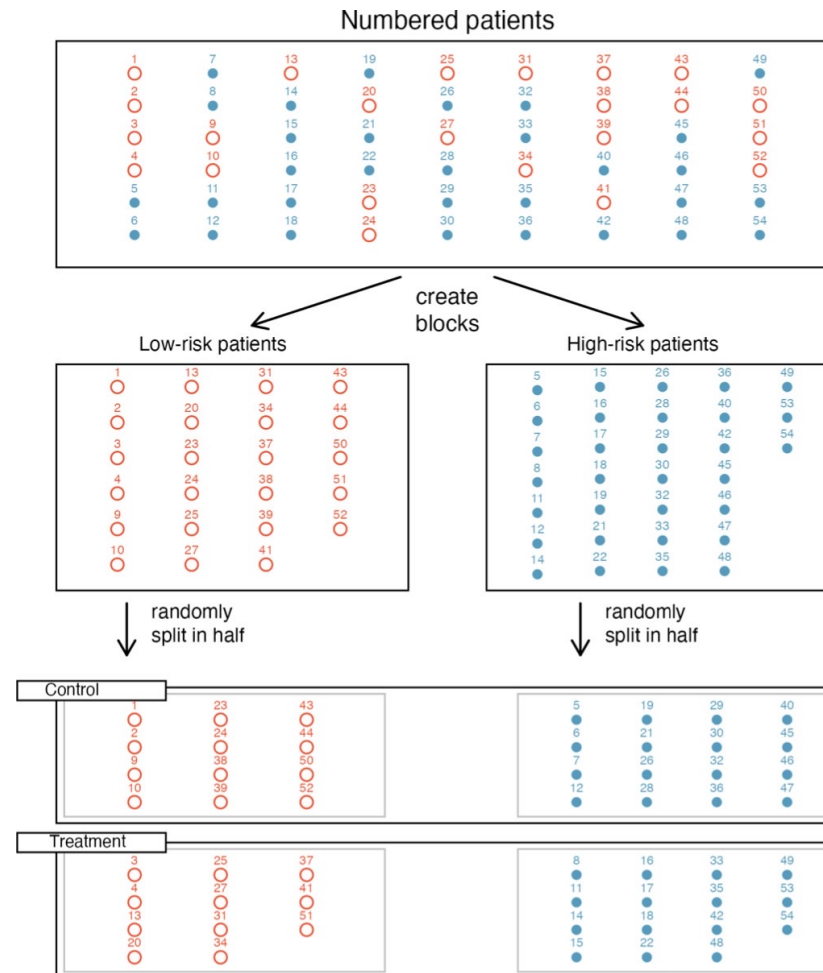 Numbered patients
1 7 13 19 25 31 37 43 49
2 8 14 20 26 32 38 44 50
3 9 15 21 27 33 39 45 51
4 10 16 22 28 34 40 46 52
5 11 17 23 29 35 41 47 53
6 12 18 24 30 36 42 48 54
create
blocks
Low-risk patients
1 13 31 43
2 20 34 44
3 23 37 50
4 24 38 51
9 25 39 52
10 27 41
High-risk patients
5 15 26 36 49
6 16 28 40 53
7 17 29 42 54
8 18 30 45
11 19 32 46
12 21 33 47
14 22 35 48
randomly
split in half
randomly
split in half
Control
1 23 43
2 24 44
9 38 50
10 39 52
5 19 29 40
6 21 30 45
7 26 32 46
12 28 36 47
Treatment
3 25 37
4 27 41
13 31 51
20 34
8 16 33 49
11 17 35 53
14 18 42 54
15 22 48